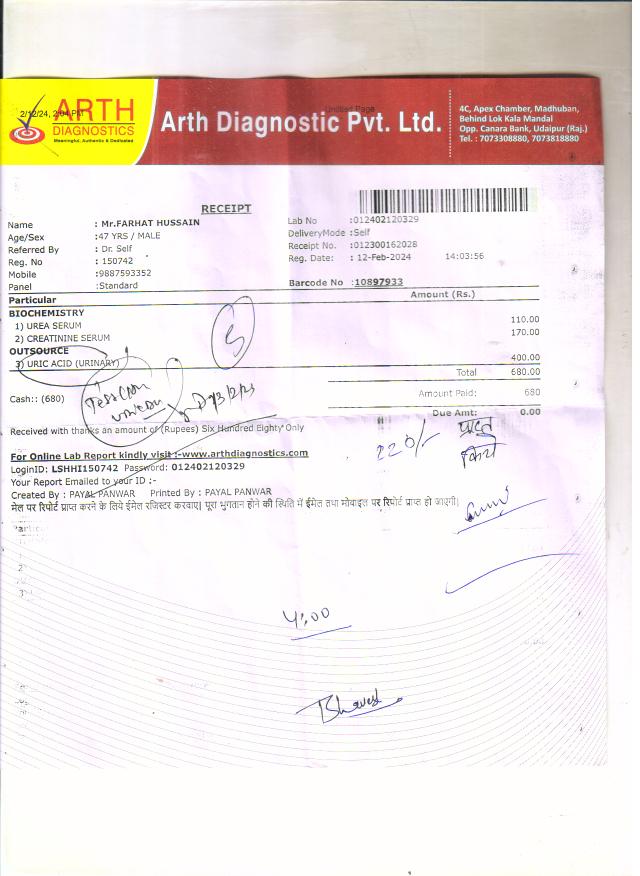 2/12/24, 2:04 PM
Untitled Page
ARTH
DIAGNOSTICS
Meaningful, Authentic & Dedicated
Arth Diagnostic Pvt. Ltd.
4C, Apex Chamber, Madhuban,
Behind Lok Kala Mandal
Opp. Canara Bank, Udaipur (Raj.)
Tel. : 7073308880, 7073818880
RECEIPT
Name : Mr.FARHAT HUSSAIN
Age/Sex :47 YRS / MALE
Referred By : Dr. Self
Reg. No : 150742
Mobile :9887593352
Panel :Standard
Lab No :012402120329
DeliveryMode :Self
Receipt No. :012300162028
Reg. Date: : 12-Feb-2024 14:03:56
Barcode No :10897933
Particular Amount (Rs.)
BIOCHEMISTRY
1) UREA SERUM 110.00
2) CREATININE SERUM 170.00
OUTSOURCE
3) URIC ACID (URINARY) 400.00
Total 680.00
Cash:: (680)
Amount Paid: 680
Due Amt: 0.00
Received with thanks an amount of (Rupees) Six Hundred Eighty Only
220/- प्राप्त
किये
For Online Lab Report kindly visit :-www.arthdiagnostics.com
LoginID: LSHHI150742 Password: 012402120329
Your Report Emailed to your ID :-
Created By : PAYAL PANWAR Printed By : PAYAL PANWAR
मेल पर रिपोर्ट प्राप्त करने के लिये ईमेल रजिस्टर करवाए। पूरा भुगतान होने की स्थिति में ईमेल तथा मोबाइल पर रिपोर्ट प्राप्त हो जाएगी।
4:00